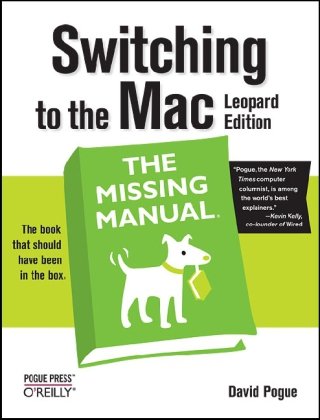 Switching
to the Mac
Leopard
Edition
THE
MISSING
MANUAL®
"Pogue, the New York
Times computer
columnist, is among
the world's best
explainers."
—Kevin Kelly,
co-founder of Wired
The book
that should
have been
in the box®
POGUE PRESS™
O'REILLY®
David Pogue